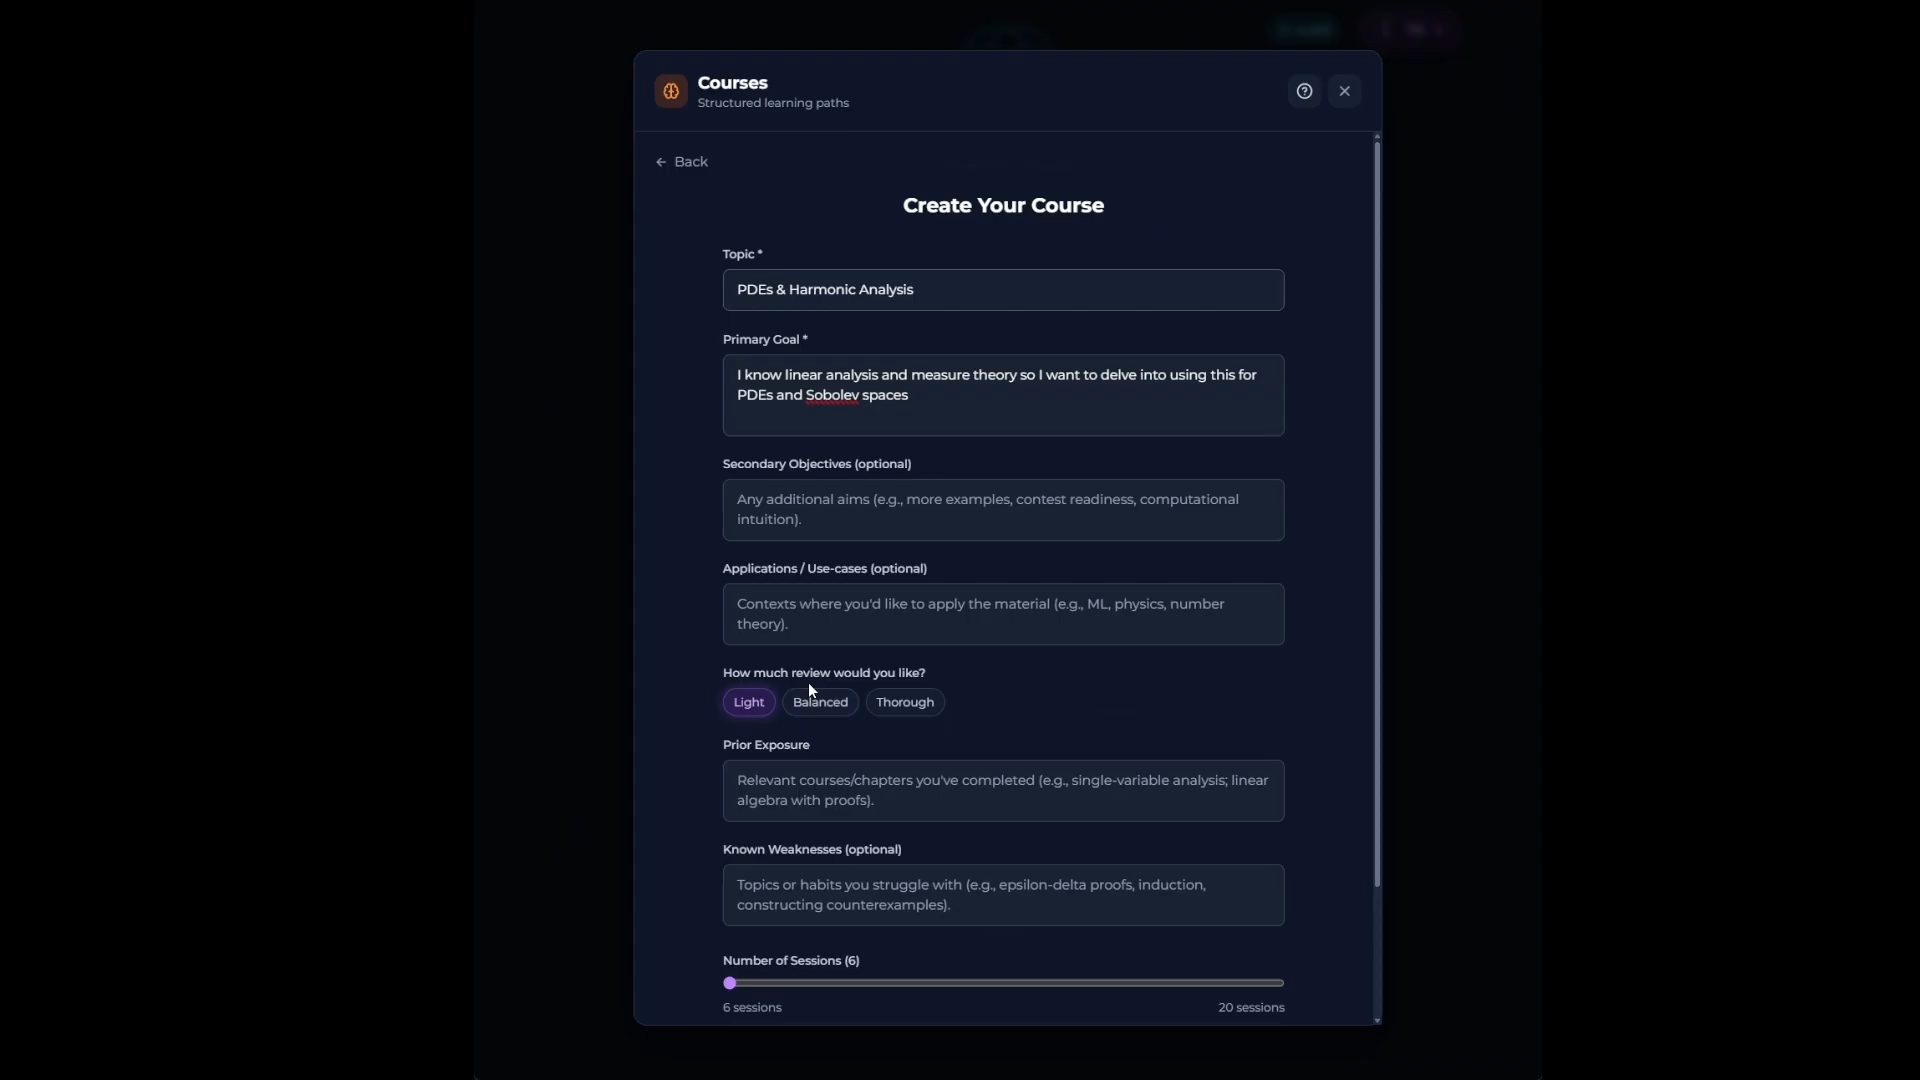 Courses
Structured learning paths
← Back
Create Your Course
Topic *
PDEs & Harmonic Analysis
Primary Goal *
I know linear analysis and measure theory so I want to delve into using this for
PDEs and Sobolev spaces
Secondary Objectives (optional)
Any additional aims (e.g., more examples, contest readiness, computational
intuition).
Applications / Use-cases (optional)
Contexts where you'd like to apply the material (e.g., ML, physics, number
theory).
How much review would you like?
Light Balanced Thorough
Prior Exposure
Relevant courses/chapters you've completed (e.g., single-variable analysis; linear
algebra with proofs).
Known Weaknesses (optional)
Topics or habits you struggle with (e.g., epsilon-delta proofs, induction,
constructing counterexamples).
Number of Sessions (6)
6 sessions 20 sessions